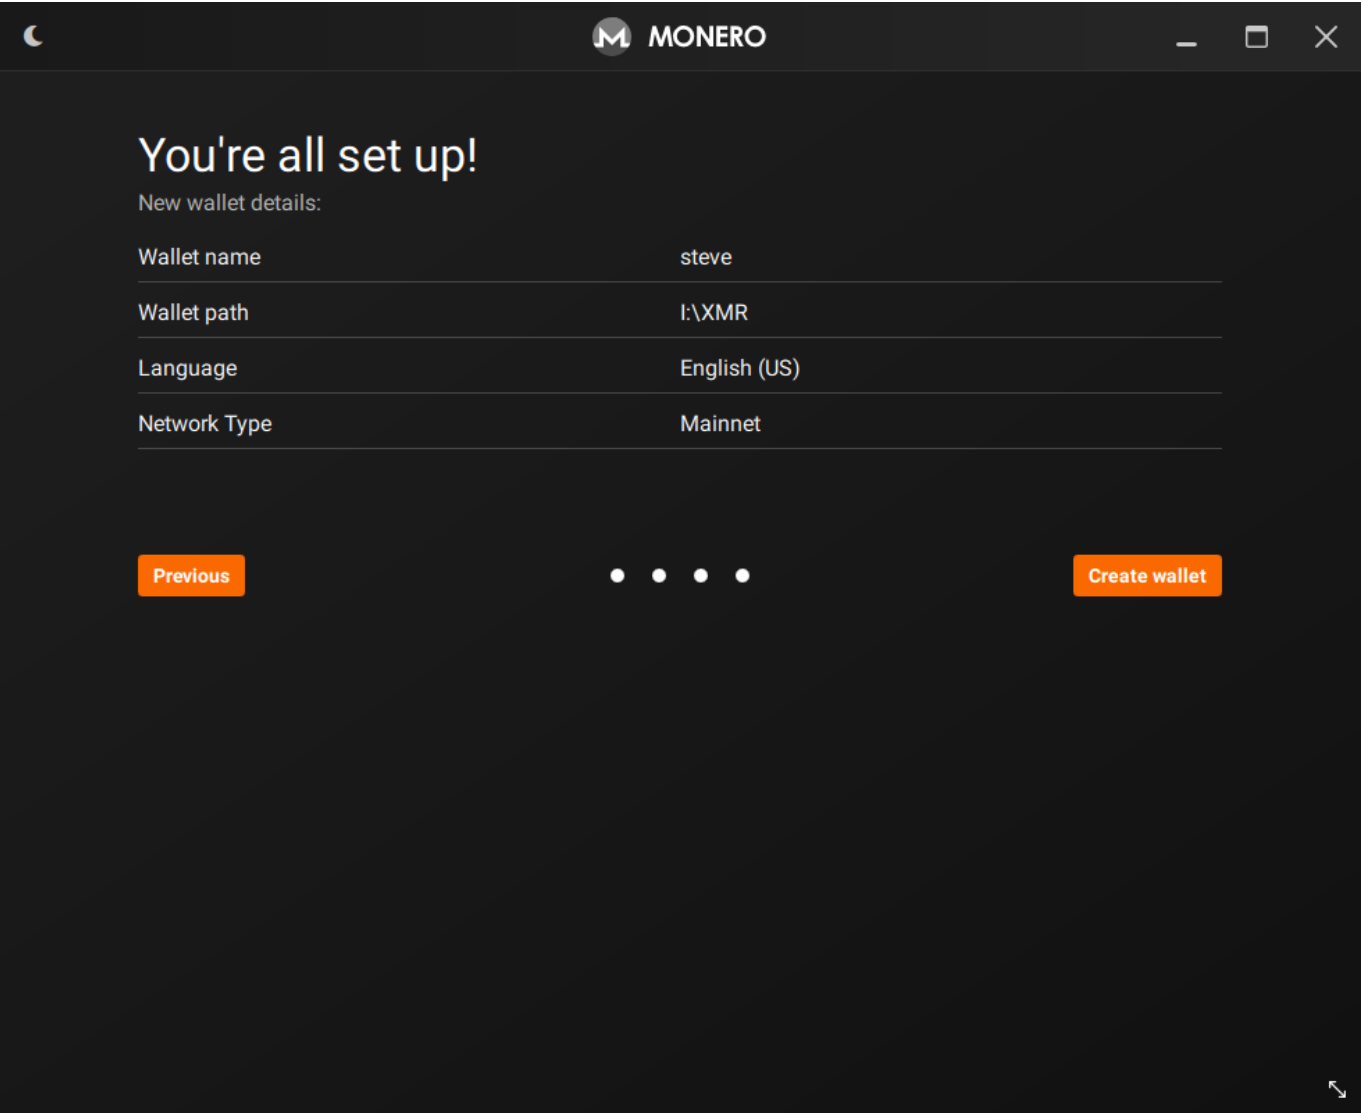 MONERO
You're all set up!
New wallet details:
Wallet name steve
Wallet path I:\XMR
Language English (US)
Network Type Mainnet
Previous Create wallet